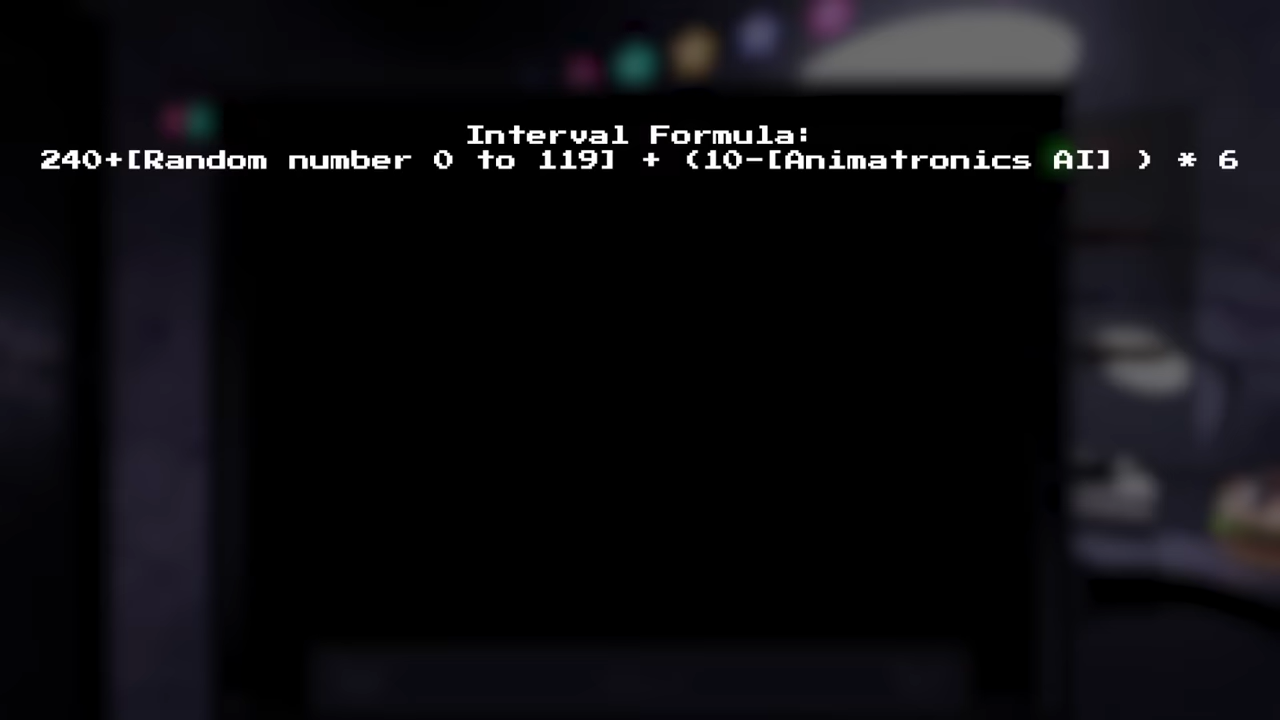 Interval Formula:
240+[Random number 0 to 119] + (10-[Animatronics AI] ) * 6